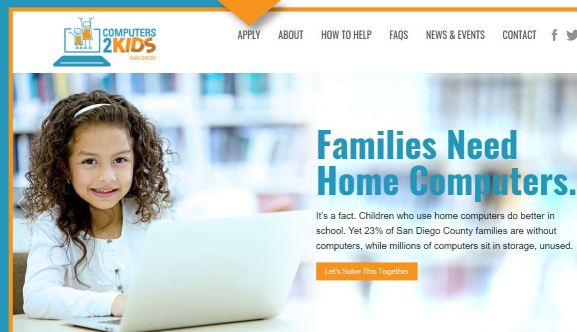 COMPUTERS
2KIDS
SAN DIEGO
APPLY ABOUT HOW TO HELP FAQS NEWS & EVENTS CONTACT
Families Need
Home Computers.
It's a fact. Children who use home computers do better in
school. Yet 23% of San Diego County families are without
computers, while millions of computers sit in storage, unused.
Let's Solve This Together